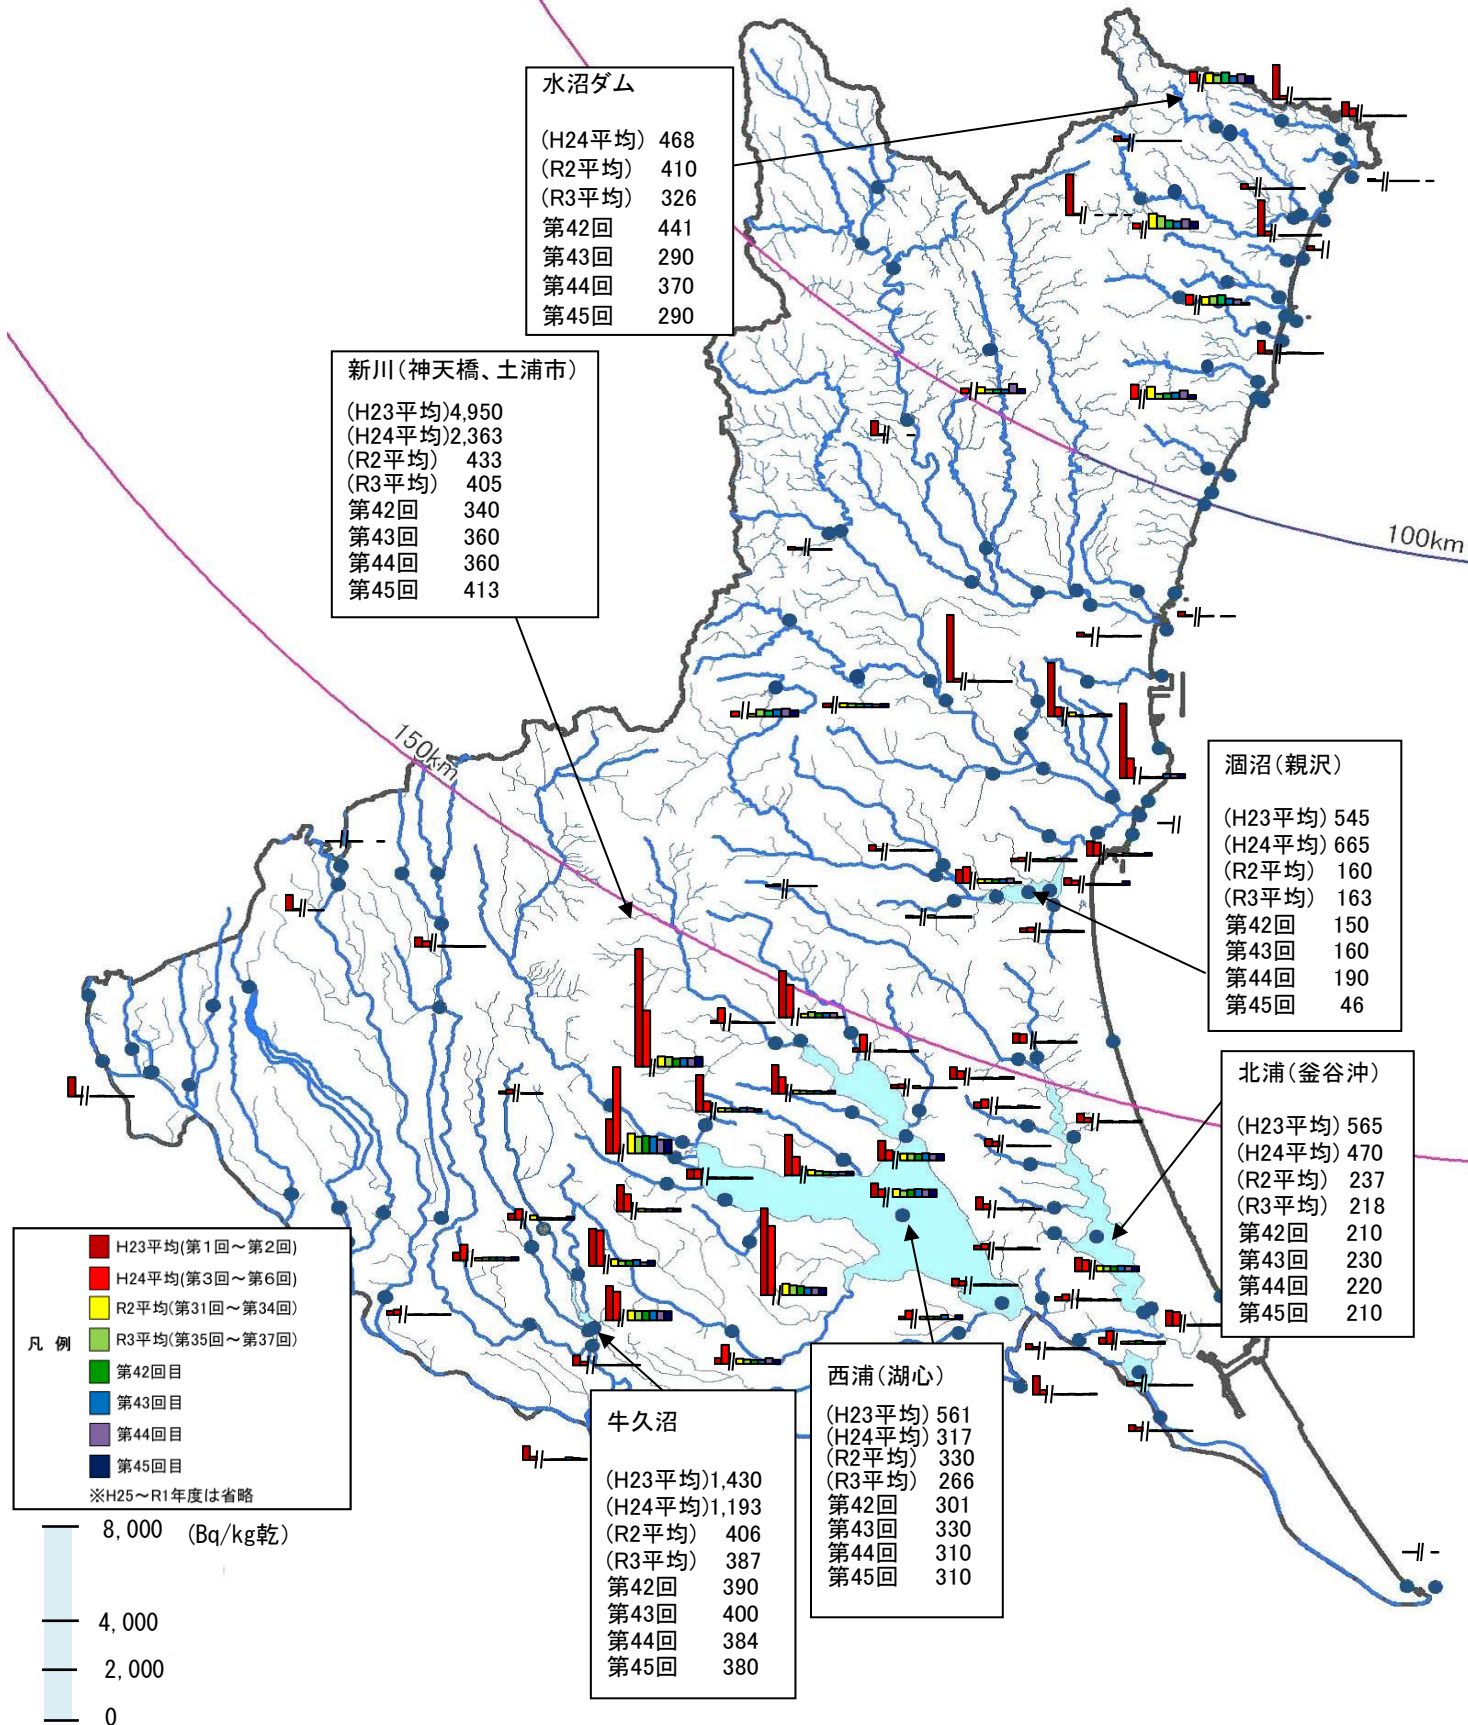 水沼ダム
(H24平均) 468
(R2平均) 410
(R3平均) 326
第42回 441
第43回 290
第44回 370
第45回 290
新川(神天橋、土浦市)
(H23平均)4,950
(H24平均)2,363
(R2平均) 433
(R3平均) 405
第42回 340
第43回 360
第44回 360
第45回 413
100km
150km
涸沼(親沢)
(H23平均) 545
(H24平均) 665
(R2平均) 160
(R3平均) 163
第42回 150
第43回 160
第44回 190
第45回 46
北浦(釜谷沖)
(H23平均) 565
(H24平均) 470
(R2平均) 237
(R3平均) 218
第42回 210
第43回 230
第44回 220
第45回 210
西浦(湖心)
(H23平均) 561
(H24平均) 317
(R2平均) 330
(R3平均) 266
第42回 301
第43回 330
第44回 310
第45回 310
牛久沼
(H23平均)1,430
(H24平均)1,193
(R2平均) 406
(R3平均) 387
第42回 390
第43回 400
第44回 384
第45回 380
凡 例
H23平均(第1回～第2回)
H24平均(第3回～第6回)
R2平均(第31回～第34回)
R3平均(第35回～第37回)
第42回目
第43回目
第44回目
第45回目
※H25～R1年度は省略
8,000 (Bq/kg乾)
4,000
2,000
0